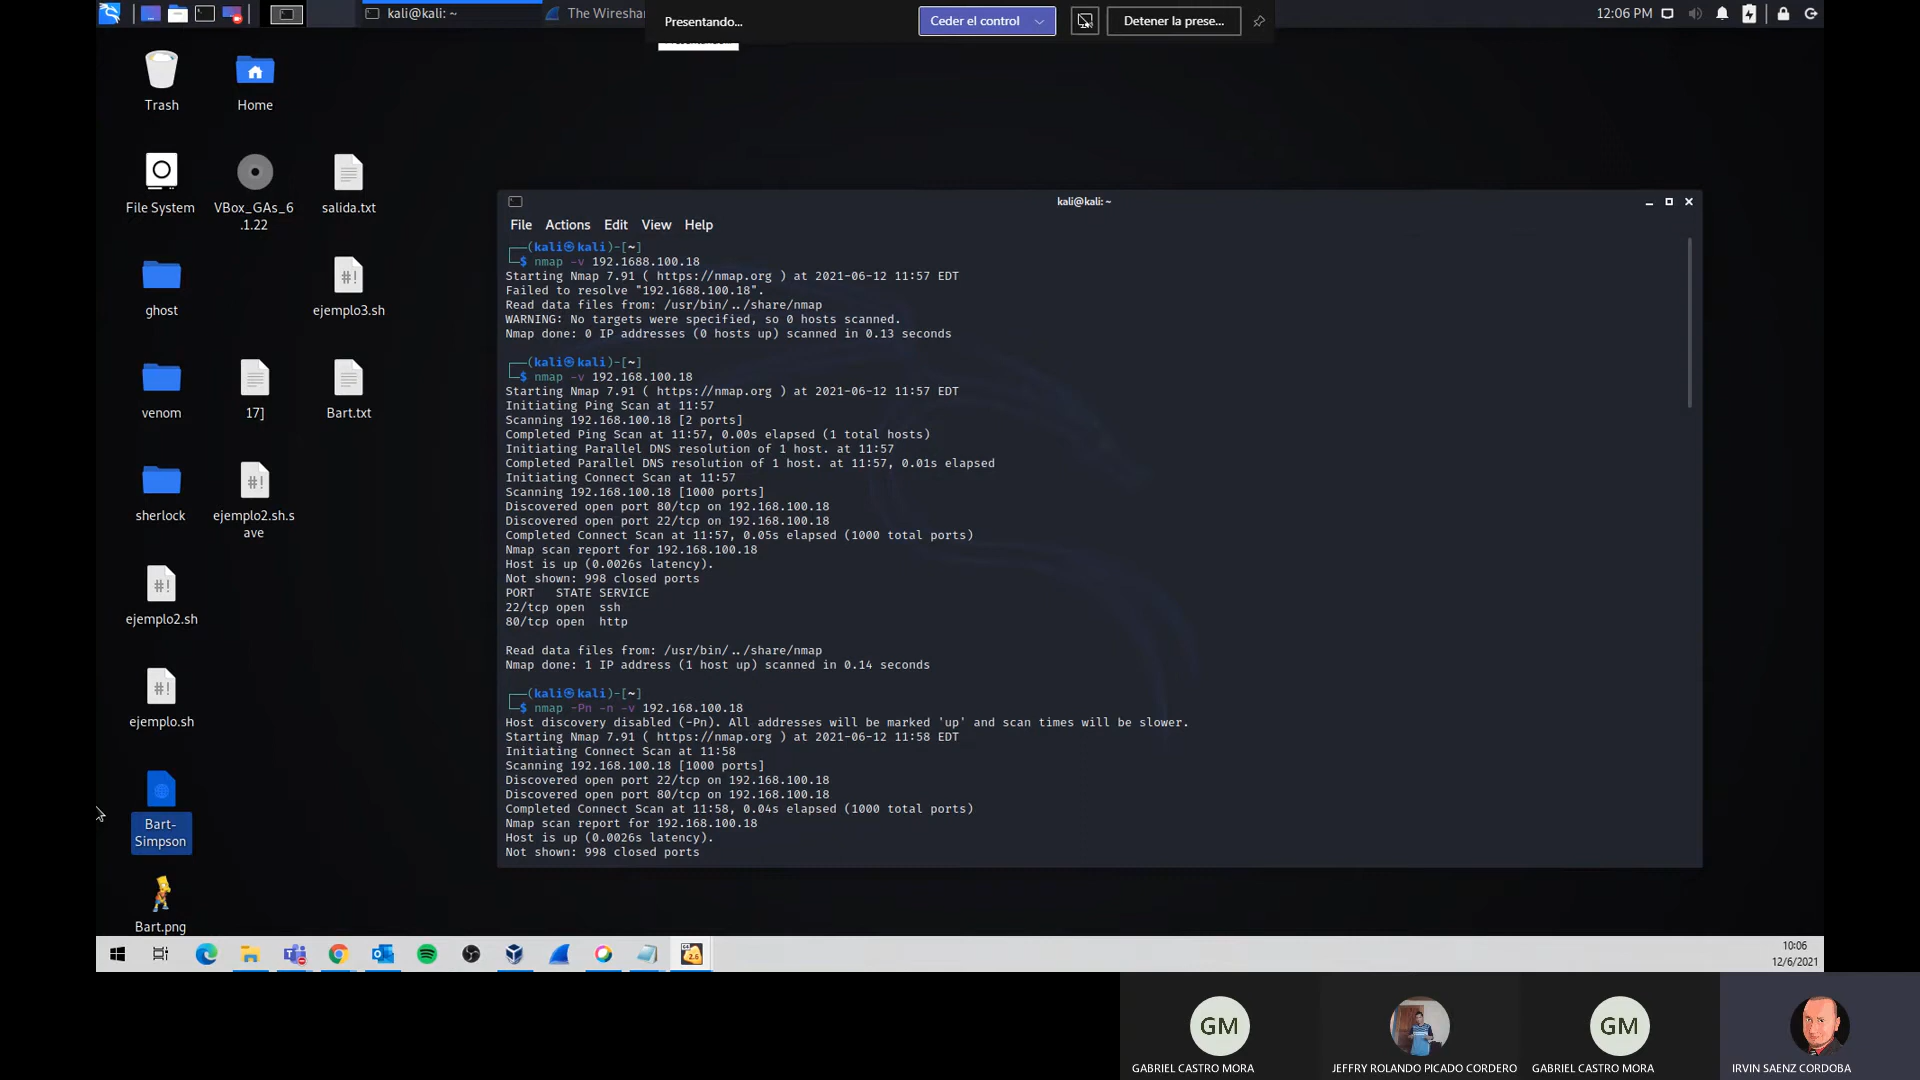 kali@kali: ~
The Wireshar
Presentando...
Ceder el control
Detener la prese...
12:06 PM
Trash
Home
File System
VBox_GAs_6
.1.22
salida.txt
ghost
ejemplo3.sh
venom
17]
Bart.txt
sherlock
ejemplo2.sh.s
ave
ejemplo2.sh
ejemplo.sh
Bart-
Simpson
Bart.png
kali@kali: ~
File Actions Edit View Help
(kali㉿kali)-[~]
$ nmap -v 192.1688.100.18
Starting Nmap 7.91 ( https://nmap.org ) at 2021-06-12 11:57 EDT
Failed to resolve "192.1688.100.18".
Read data files from: /usr/bin/../share/nmap
WARNING: No targets were specified, so 0 hosts scanned.
Nmap done: 0 IP addresses (0 hosts up) scanned in 0.13 seconds
(kali㉿kali)-[~]
$ nmap -v 192.168.100.18
Starting Nmap 7.91 ( https://nmap.org ) at 2021-06-12 11:57 EDT
Initiating Ping Scan at 11:57
Scanning 192.168.100.18 [2 ports]
Completed Ping Scan at 11:57, 0.00s elapsed (1 total hosts)
Initiating Parallel DNS resolution of 1 host. at 11:57
Completed Parallel DNS resolution of 1 host. at 11:57, 0.01s elapsed
Initiating Connect Scan at 11:57
Scanning 192.168.100.18 [1000 ports]
Discovered open port 80/tcp on 192.168.100.18
Discovered open port 22/tcp on 192.168.100.18
Completed Connect Scan at 11:57, 0.05s elapsed (1000 total ports)
Nmap scan report for 192.168.100.18
Host is up (0.0026s latency).
Not shown: 998 closed ports
PORT   STATE SERVICE
22/tcp open  ssh
80/tcp open  http
Read data files from: /usr/bin/../share/nmap
Nmap done: 1 IP address (1 host up) scanned in 0.14 seconds
(kali㉿kali)-[~]
$ nmap -Pn -n -v 192.168.100.18
Host discovery disabled (-Pn). All addresses will be marked 'up' and scan times will be slower.
Starting Nmap 7.91 ( https://nmap.org ) at 2021-06-12 11:58 EDT
Initiating Connect Scan at 11:58
Scanning 192.168.100.18 [1000 ports]
Discovered open port 22/tcp on 192.168.100.18
Discovered open port 80/tcp on 192.168.100.18
Completed Connect Scan at 11:58, 0.04s elapsed (1000 total ports)
Nmap scan report for 192.168.100.18
Host is up (0.0026s latency).
Not shown: 998 closed ports
10:06
12/6/2021
GM
GM
GABRIEL CASTRO MORA
JEFFRY ROLANDO PICADO CORDERO
GABRIEL CASTRO MORA
IRVIN SAENZ CORDOBA